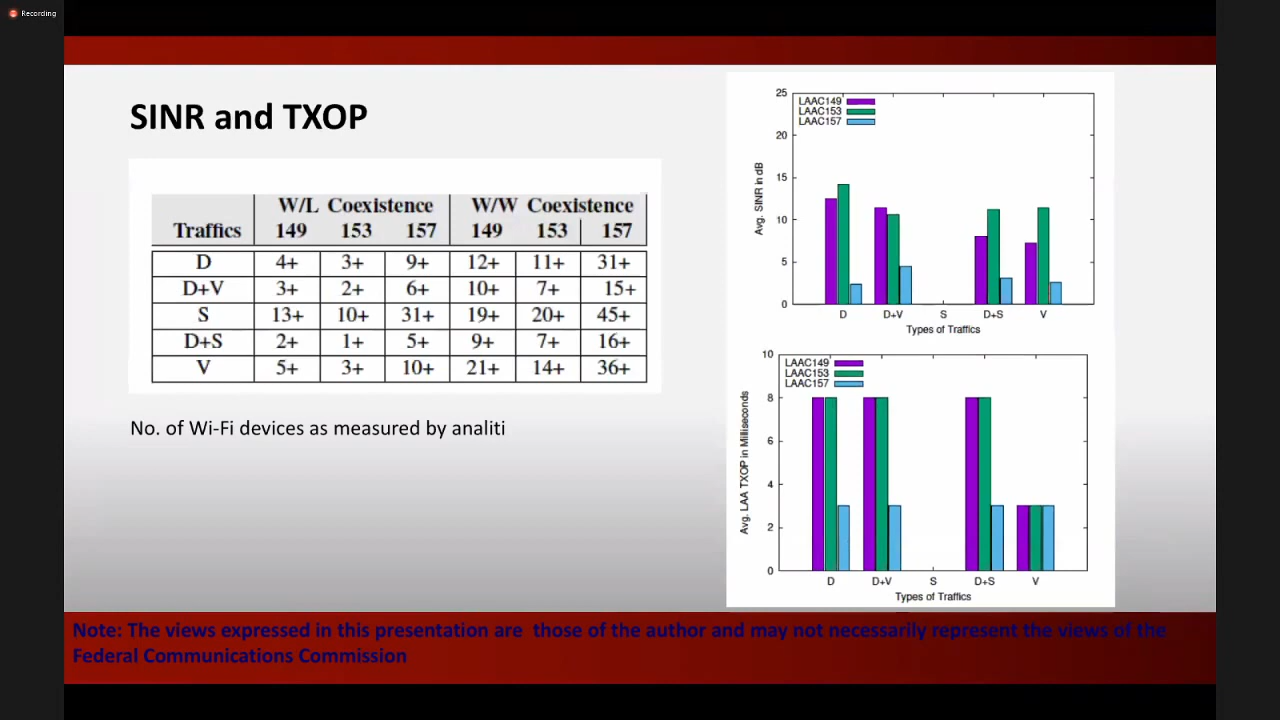 Recording
SINR and TXOP
W/L Coexistence W/W Coexistence
Traffics 149 153 157 149 153 157
D 4+ 3+ 9+ 12+ 11+ 31+
D+V 3+ 2+ 6+ 10+ 7+ 15+
S 13+ 10+ 31+ 19+ 20+ 45+
D+S 2+ 1+ 5+ 9+ 7+ 16+
V 5+ 3+ 10+ 21+ 14+ 36+
No. of Wi-Fi devices as measured by analiti
25
20
15
10
5
0
Avg. SINR in dB
LAAC149
LAAC153
LAAC157
D D+V S D+S V
Types of Traffics
10
8
6
4
2
0
Avg. LAA TXOP in Milliseconds
LAAC149
LAAC153
LAAC157
D D+V S D+S V
Types of Traffics
Note: The views expressed in this presentation are those of the author and may not necessarily represent the views of the
Federal Communications Commission